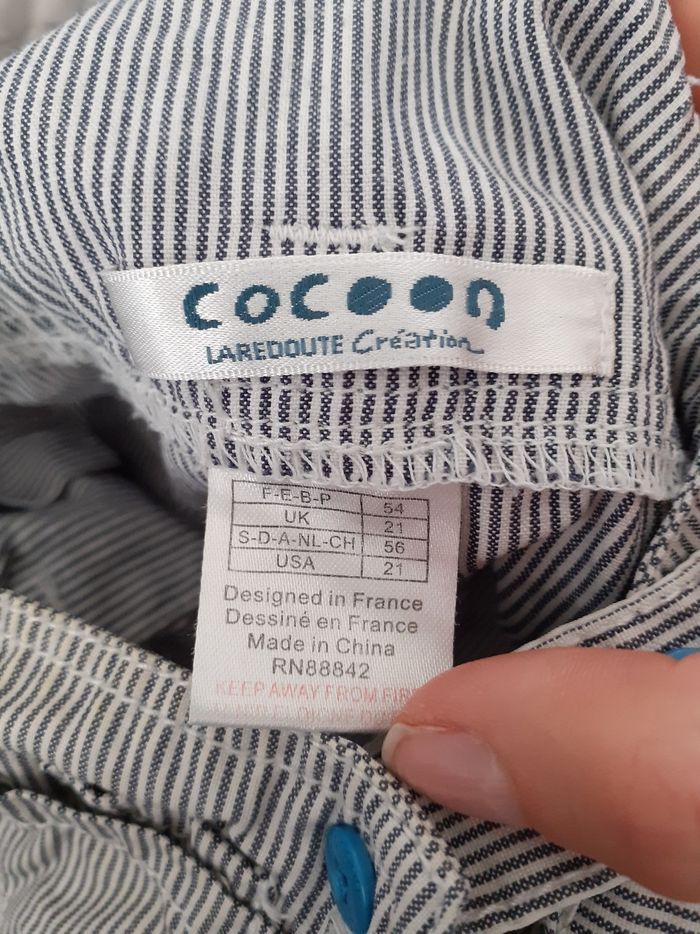 cocoon
LAREDOUTE Création
F-E-B-P 54
UK 21
S-D-A-NL-CH 56
USA 21
Designed in France
Dessiné en France
Made in China
RN88842
KEEP AWAY FROM